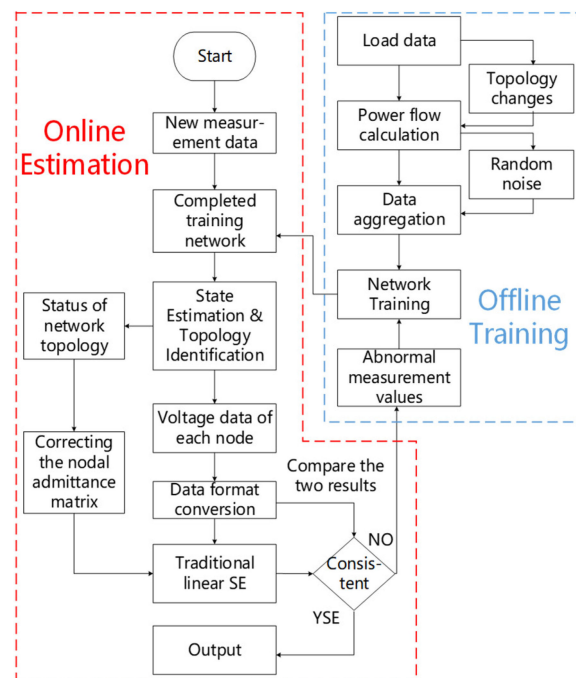 Start
New measur-
ement data
Online
Estimation
Completed
training
network
State
Estimation &
Topology
Identification
Status of
network
topology
Voltage data of
each node
Correcting
the nodal
admittance
matrix
Data format
conversion
Traditional
linear SE
Compare the
two results
Consis-
tent
NO
YSE
Output
Load data
Topology
changes
Power flow
calculation
Random
noise
Data
aggregation
Network
Training
Offline
Training
Abnormal
measurement
values